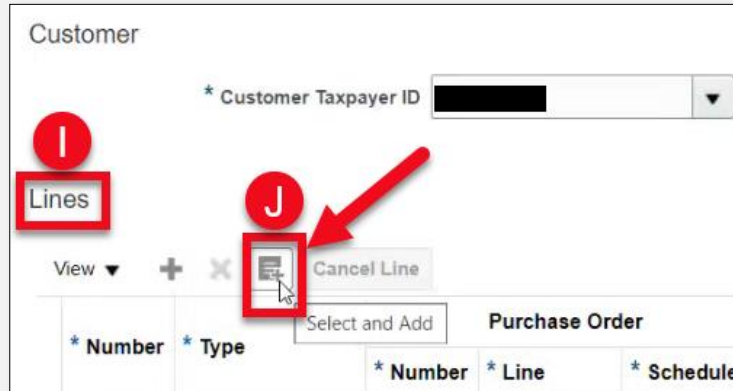 Customer
* Customer Taxpayer ID
I
Lines
J
View
Cancel Line
Select and Add
Purchase Order
* Number * Type
* Number * Line * Schedule